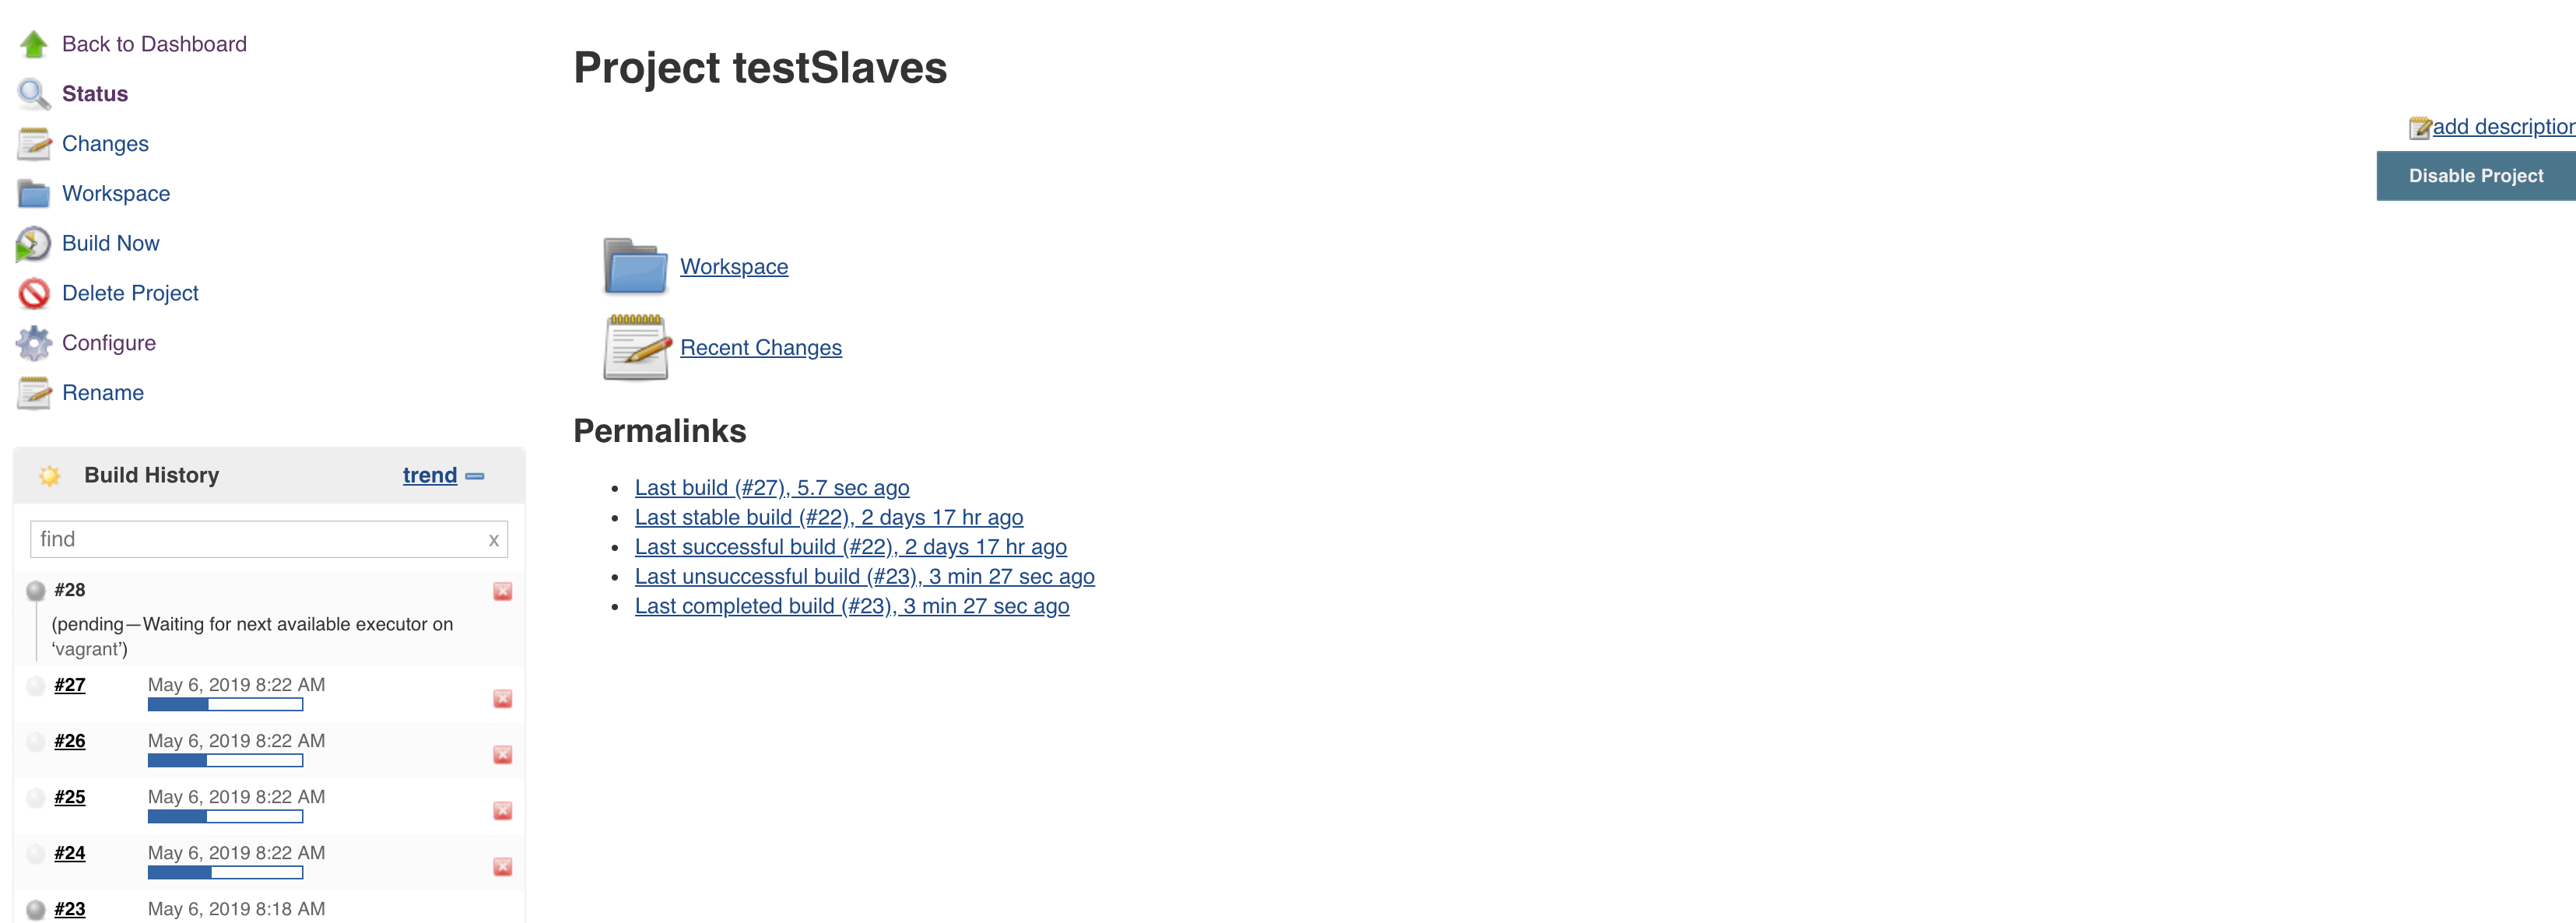 Back to Dashboard
Status
Changes
Workspace
Build Now
Delete Project
Configure
Rename
Build History trend
find x
#28
(pending—Waiting for next available executor on
‘vagrant’)
#27 May 6, 2019 8:22 AM
#26 May 6, 2019 8:22 AM
#25 May 6, 2019 8:22 AM
#24 May 6, 2019 8:22 AM
#23 May 6, 2019 8:18 AM
Project testSlaves
add description
Disable Project
Workspace
Recent Changes
Permalinks
Last build (#27), 5.7 sec ago
Last stable build (#22), 2 days 17 hr ago
Last successful build (#22), 2 days 17 hr ago
Last unsuccessful build (#23), 3 min 27 sec ago
Last completed build (#23), 3 min 27 sec ago